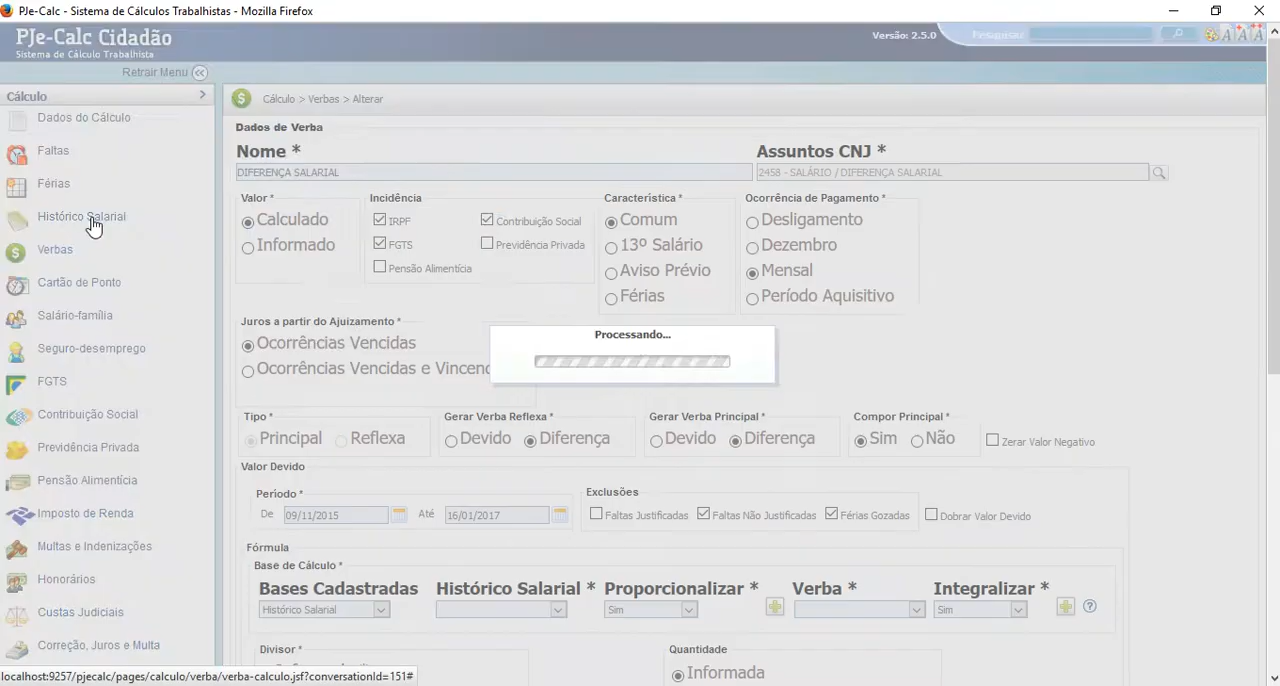 PJe-Calc - Sistema de Cálculos Trabalhistas - Mozilla Firefox
PJe-Calc Cidadão
Sistema de Cálculo Trabalhista
Versão: 2.5.0
Pesquisar
Retrair Menu
Cálculo
Cálculo > Verbas > Alterar
Dados do Cálculo
Faltas
Férias
Histórico Salarial
Verbas
Cartão de Ponto
Salário-família
Seguro-desemprego
FGTS
Contribuição Social
Previdência Privada
Pensão Alimentícia
Imposto de Renda
Multas e Indenizações
Honorários
Custas Judiciais
Correção, Juros e Multa
Dados de Verba
Nome *
Assuntos CNJ *
DIFERENÇA SALARIAL
2458 - SALÁRIO / DIFERENÇA SALARIAL
Valor *
Calculado
Informado
Incidência
IRPF
Contribuição Social
FGTS
Previdência Privada
Pensão Alimentícia
Característica *
Comum
13º Salário
Aviso Prévio
Férias
Ocorrência de Pagamento *
Desligamento
Dezembro
Mensal
Período Aquisitivo
Juros a partir do Ajuizamento *
Ocorrências Vencidas
Ocorrências Vencidas e Vincend
Processando...
Tipo *
Principal
Reflexa
Gerar Verba Reflexa *
Devido
Diferença
Gerar Verba Principal *
Devido
Diferença
Compor Principal *
Sim
Não
Zerar Valor Negativo
Valor Devido
Período *
De
09/11/2015
Até
16/01/2017
Exclusões
Faltas Justificadas
Faltas Não Justificadas
Férias Gozadas
Dobrar Valor Devido
Fórmula
Base de Cálculo *
Bases Cadastradas
Histórico Salarial *
Proporcionalizar *
Verba *
Integralizar *
Histórico Salarial
Sim
Sim
Divisor *
Quantidade
Informada
localhost:9257/pjecalc/pages/calculo/verba/verba-calculo.jsf?conversationId=151#